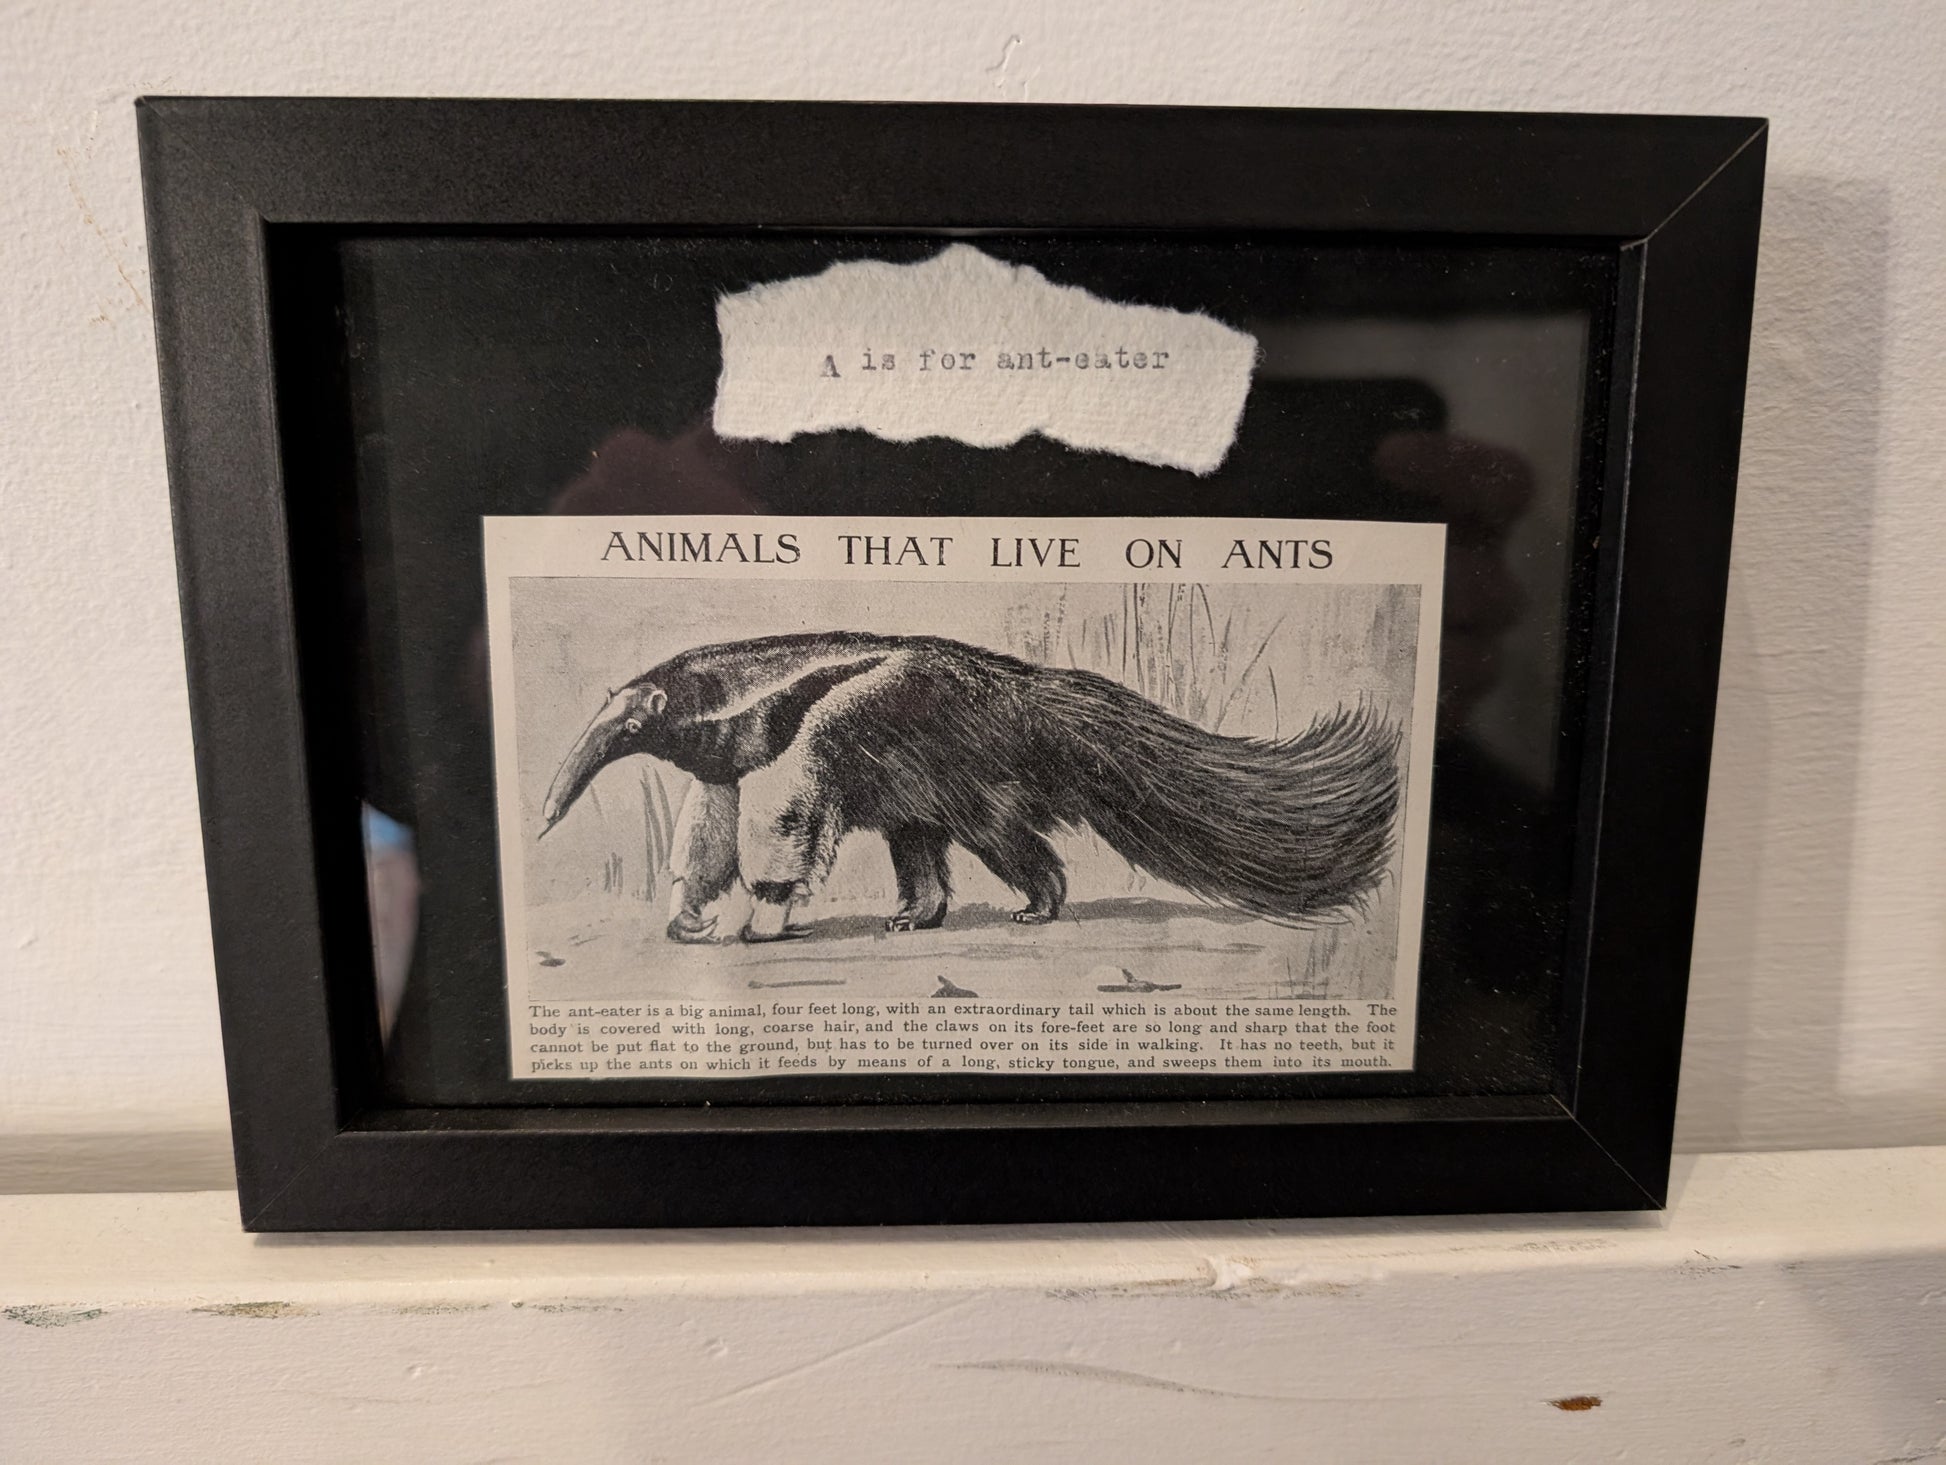 A is for ant-eater
ANIMALS THAT LIVE ON ANTS
The ant-eater is a big animal, four feet long, with an extraordinary tail which is about the same length. The
body is covered with long, coarse hair, and the claws on its fore-feet are so long and sharp that the foot
cannot be put flat to the ground, but has to be turned over on its side in walking. It has no teeth, but it
picks up the ants on which it feeds by means of a long, sticky tongue, and sweeps them into its mouth.